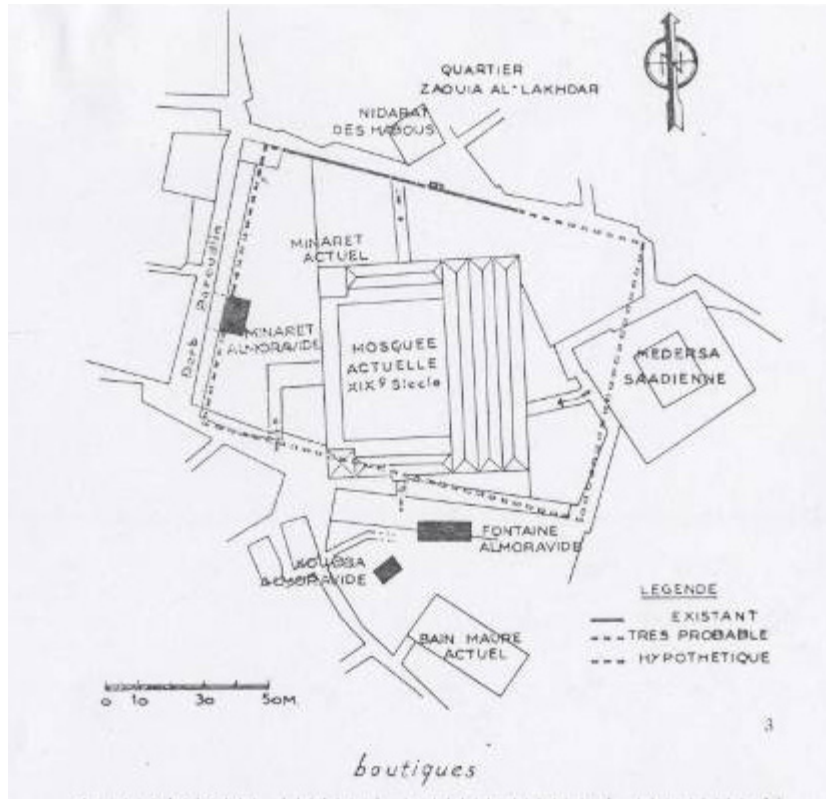 QUARTIER
ZAOUIA AL-LAKHDAR
NIDARAT
DES HABOUS
MINARET
ACTUEL
Derb
MINARET
ALMORAVIDE
MOSQUEE
ACTUELLE
XIXe Siècle
MEDERSA
SAADIENNE
FONTAINE
ALMORAVIDE
KOUBBA
ALMORAVIDE
BAIN MAURE
ACTUEL
LEGENDE
EXISTANT
TRES PROBABLE
HYPOTHETIQUE
0 10 30 50M.
3
boutiques